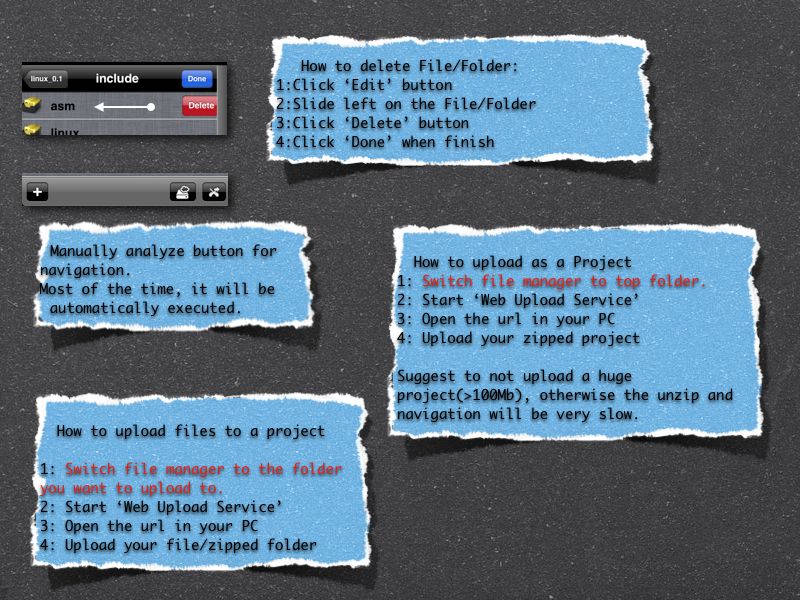 linux_0.1
include
Done
asm
Delete
linux
How to delete File/Folder:
1:Click ‘Edit’ button
2:Slide left on the File/Folder
3:Click ‘Delete’ button
4:Click ‘Done’ when finish
Manually analyze button for
navigation.
Most of the time, it will be
automatically executed.
How to upload as a Project
1: Switch file manager to top folder.
2: Start ‘Web Upload Service’
3: Open the url in your PC
4: Upload your zipped project
Suggest to not upload a huge
project(>100Mb), otherwise the unzip and
navigation will be very slow.
How to upload files to a project
1: Switch file manager to the folder
you want to upload to.
2: Start ‘Web Upload Service’
3: Open the url in your PC
4: Upload your file/zipped folder